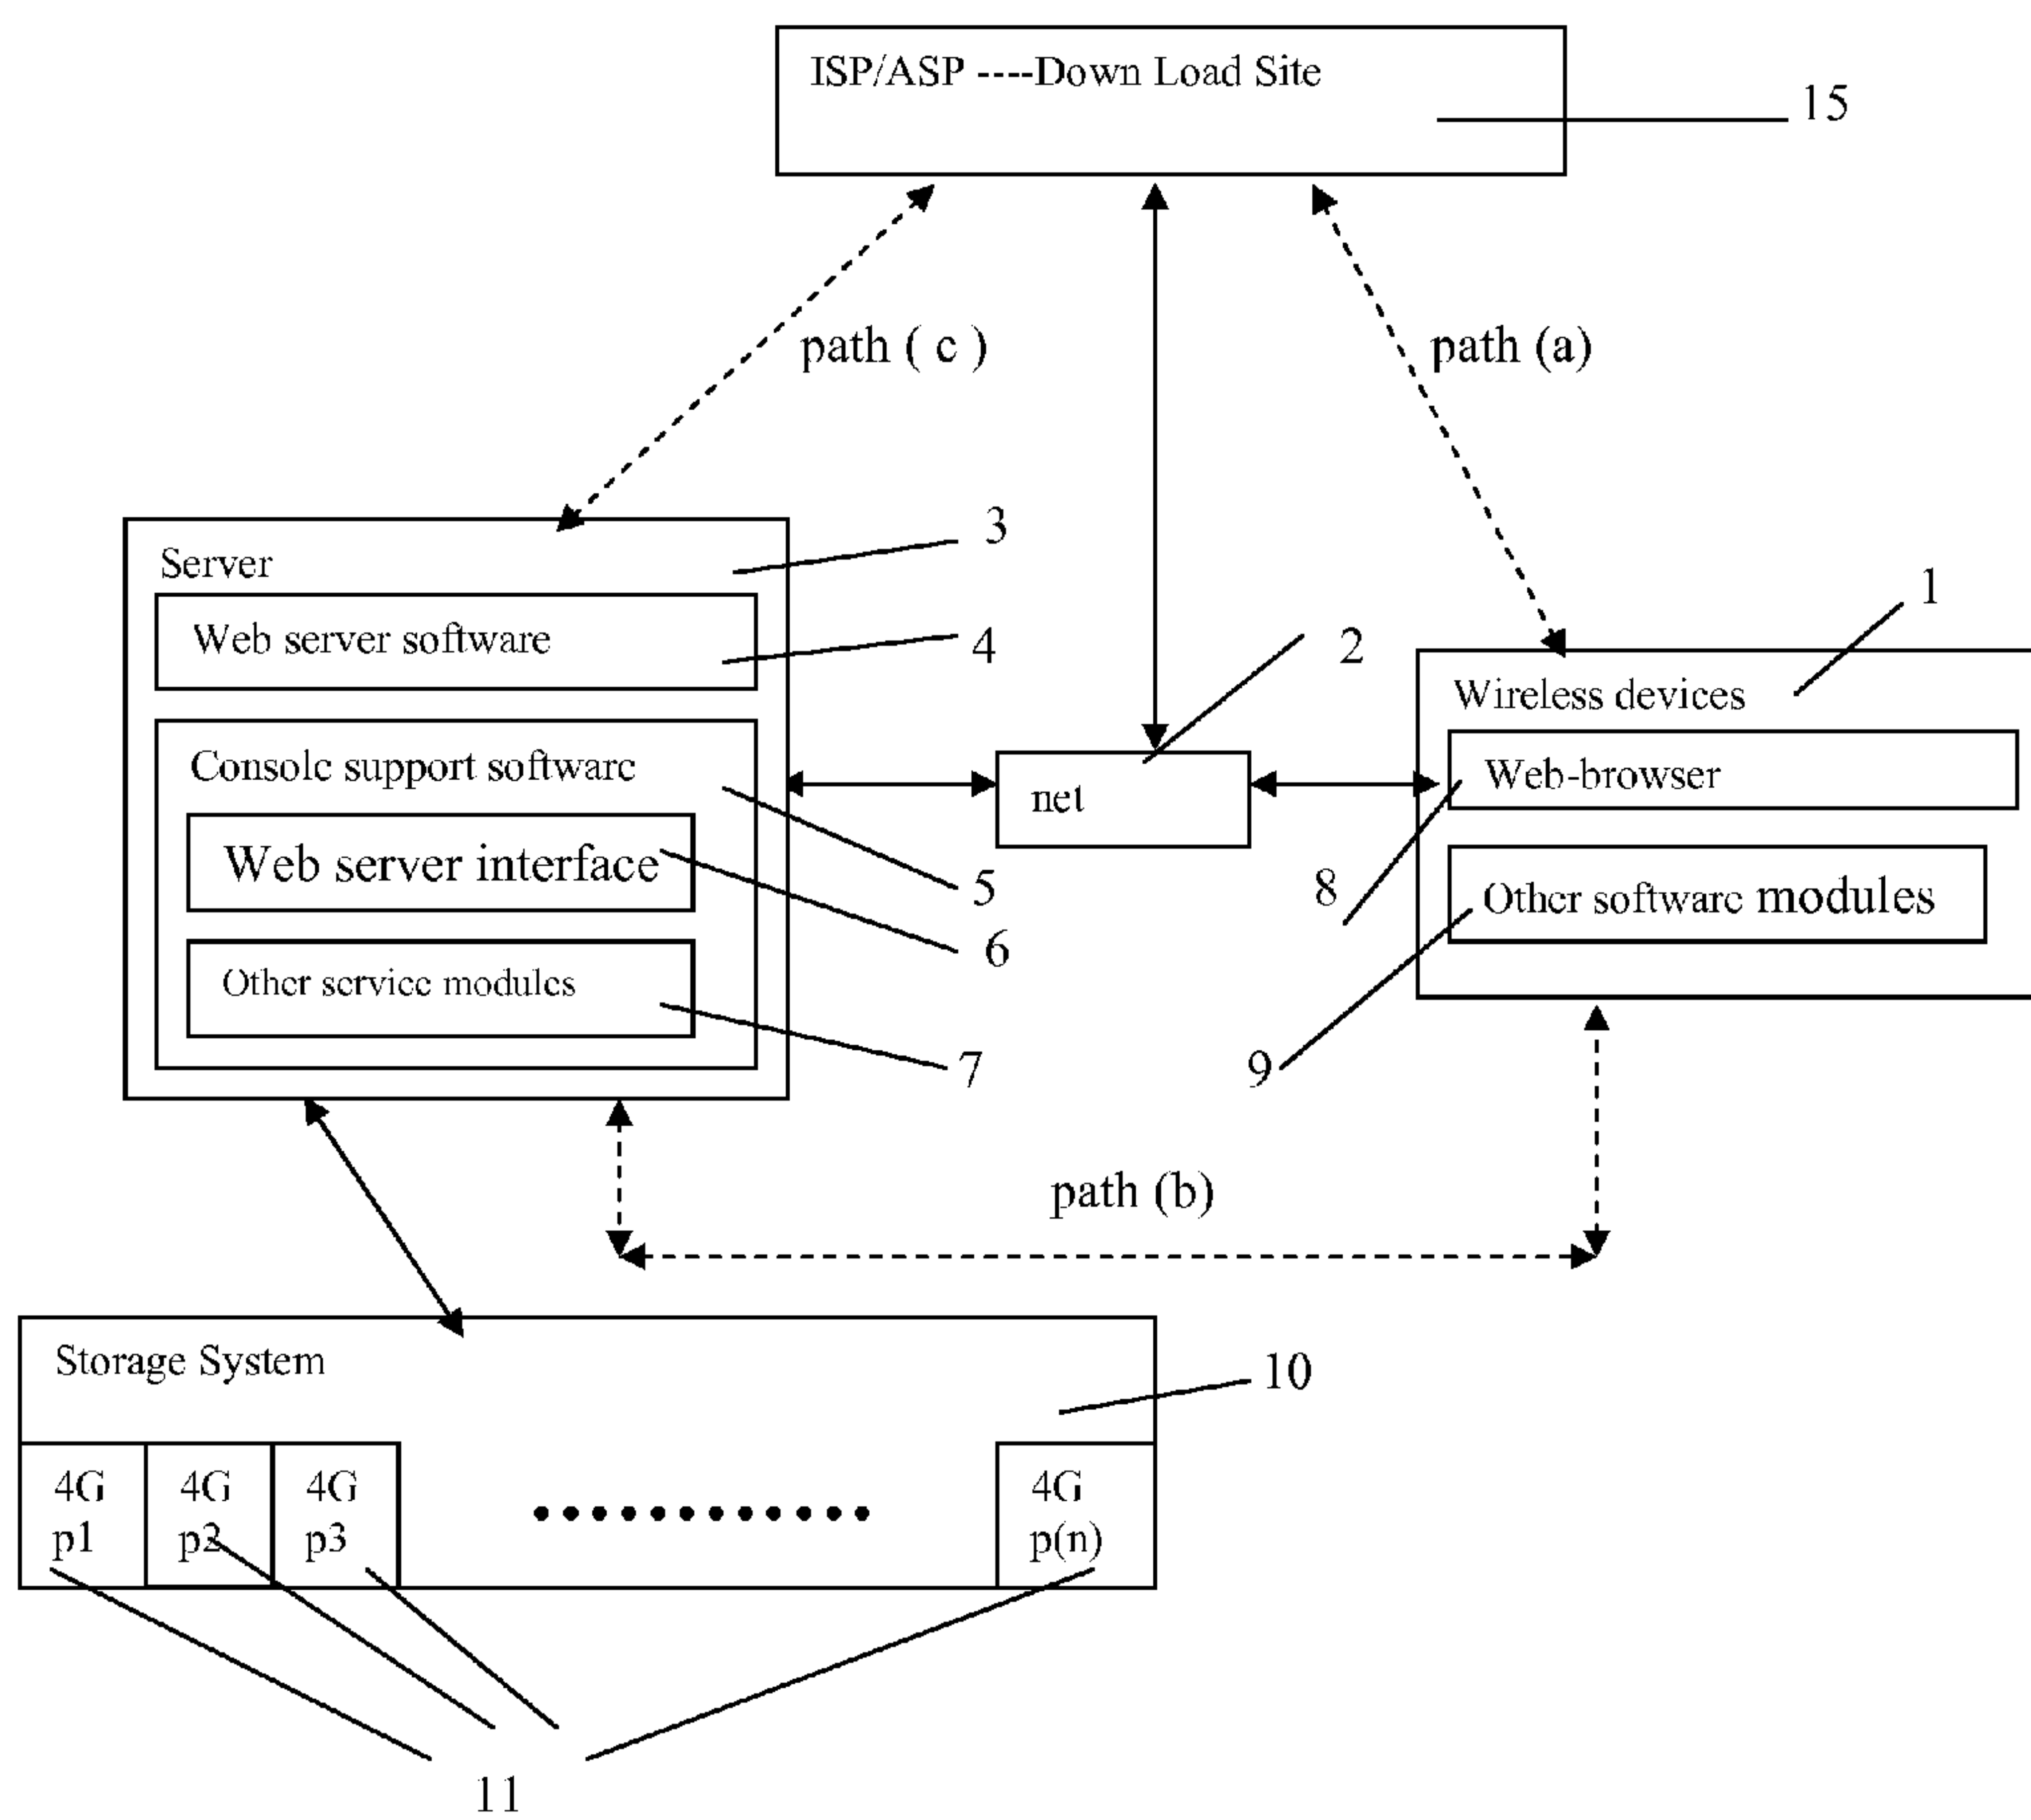 ISP/ASP ----Down Load Site
15
path ( c )
path (a)
Server
3
Web server software
4
2
1
Wireless devices
Console support software
net
Web-browser
Web server interface
5
8
Other software modules
6
Other service modules
7
9
path (b)
Storage System
10
4G
p1
4G
p2
4G
p3
............
4G
p(n)
11